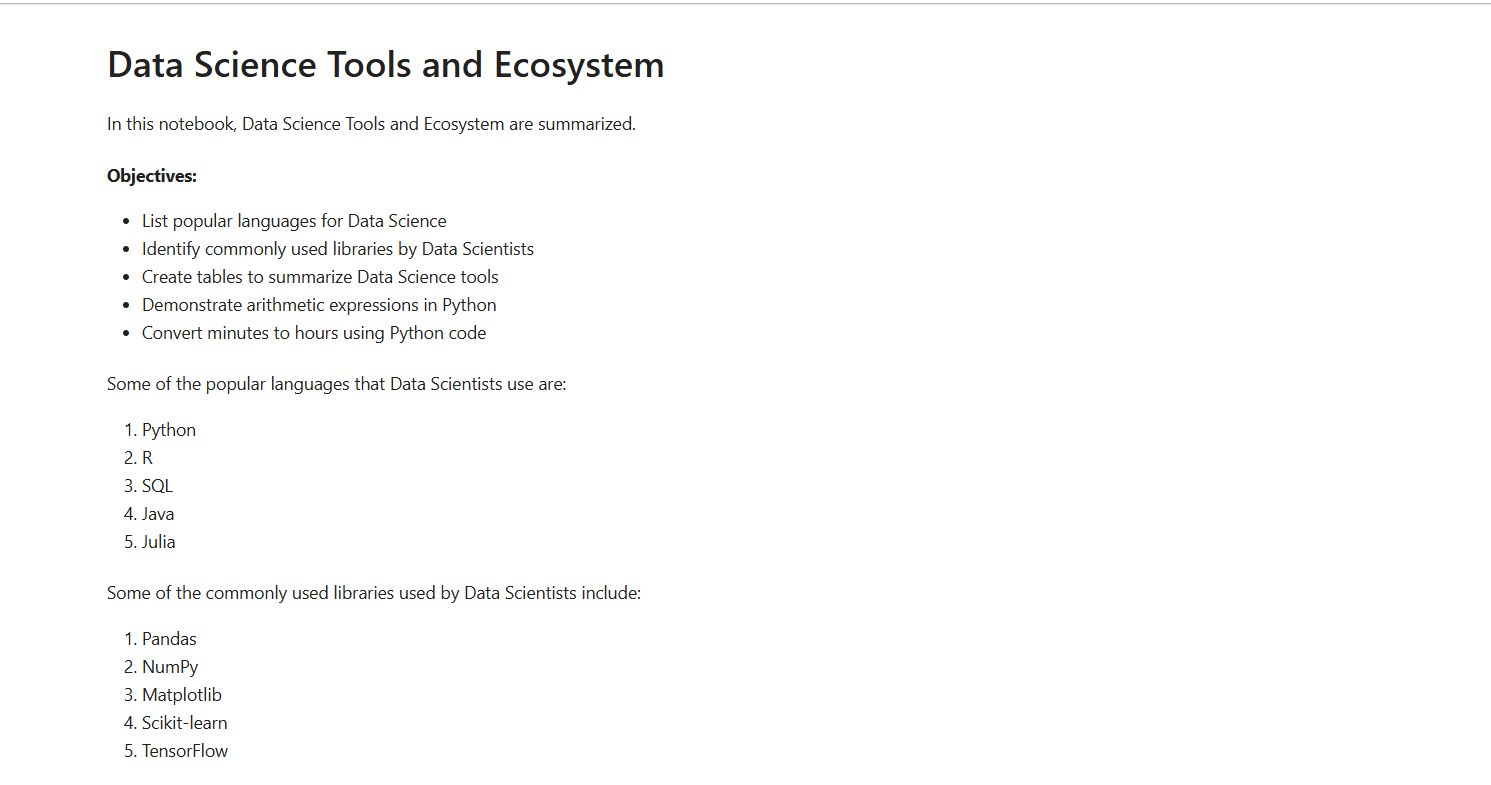 Data Science Tools and Ecosystem
In this notebook, Data Science Tools and Ecosystem are summarized.
Objectives:
• List popular languages for Data Science
• Identify commonly used libraries by Data Scientists
• Create tables to summarize Data Science tools
• Demonstrate arithmetic expressions in Python
• Convert minutes to hours using Python code
Some of the popular languages that Data Scientists use are:
1. Python
2. R
3. SQL
4. Java
5. Julia
Some of the commonly used libraries used by Data Scientists include:
1. Pandas
2. NumPy
3. Matplotlib
4. Scikit-learn
5. TensorFlow